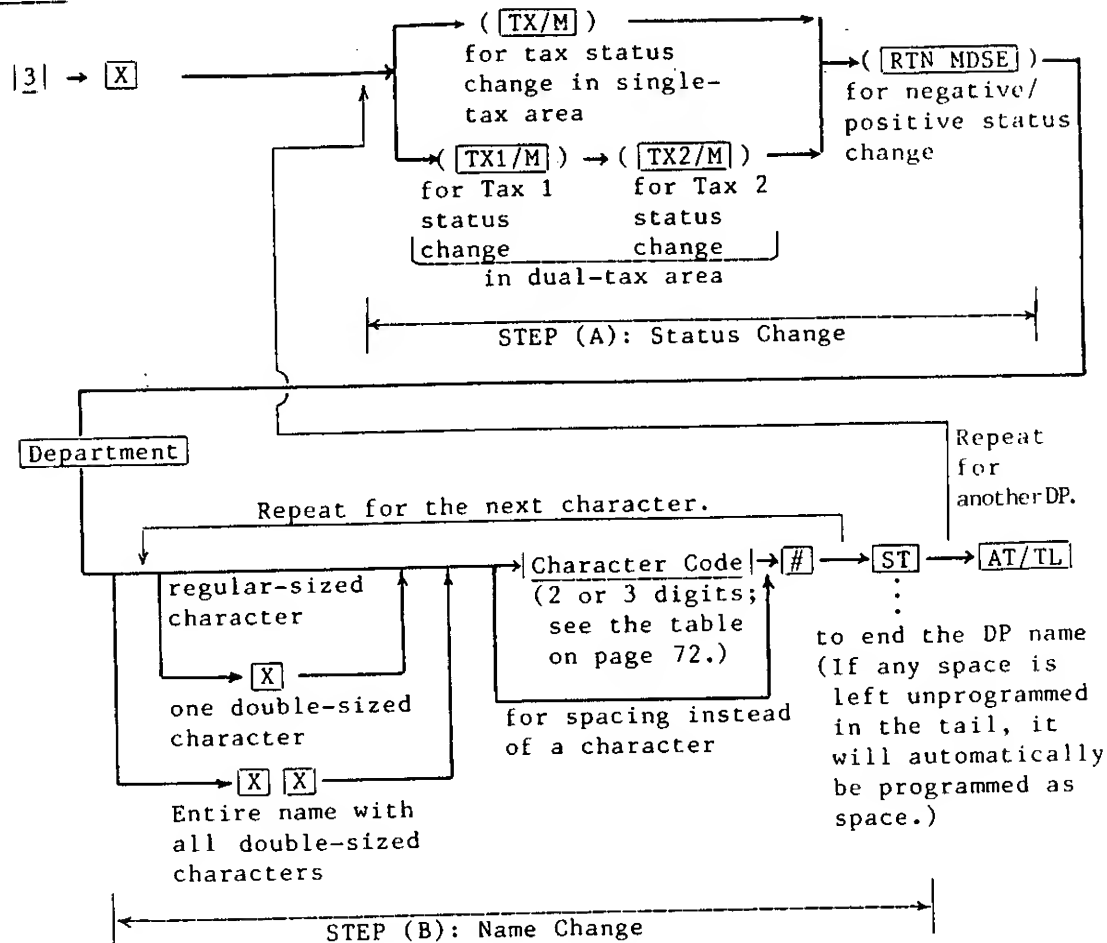 ( TX/M )
for tax status
change in single-
tax area
|3| → X
( RTN MDSE )
for negative/
positive status
change
( TX1/M ) → ( TX2/M )
for Tax 1 for Tax 2
status status
change change
in dual-tax area
STEP (A): Status Change
Department
Repeat
for
another DP.
Repeat for the next character.
regular-sized
character
|Character Code| → # → ST → AT/TL
(2 or 3 digits;
see the table
on page 72.)
X
one double-sized
character
for spacing instead
of a character
to end the DP name
(If any space is
left unprogrammed
in the tail, it
will automatically
be programmed as
space.)
X X
Entire name with
all double-sized
characters
STEP (B): Name Change